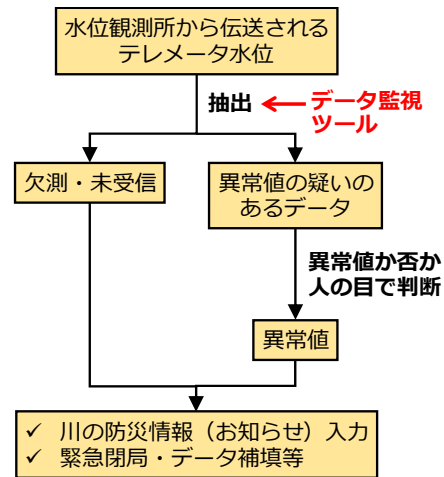 水位観測所から伝送される
テレメータ水位
抽出
データ監視
ツール
欠測・未受信
異常値の疑いの
あるデータ
異常値か否か
人の目で判断
異常値
✓ 川の防災情報（お知らせ）入力
✓ 緊急閉局・データ補填等